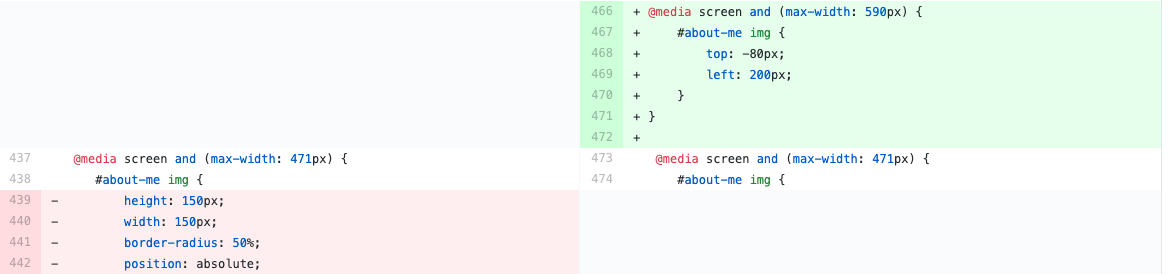 466 + @media screen and (max-width: 590px) {
467 + #about-me img {
468 + top: -80px;
469 + left: 200px;
470 + }
471 + }
472 +
437 @media screen and (max-width: 471px) { 473 @media screen and (max-width: 471px) {
438 #about-me img { 474 #about-me img {
439 - height: 150px;
440 - width: 150px;
441 - border-radius: 50%;
442 - position: absolute;